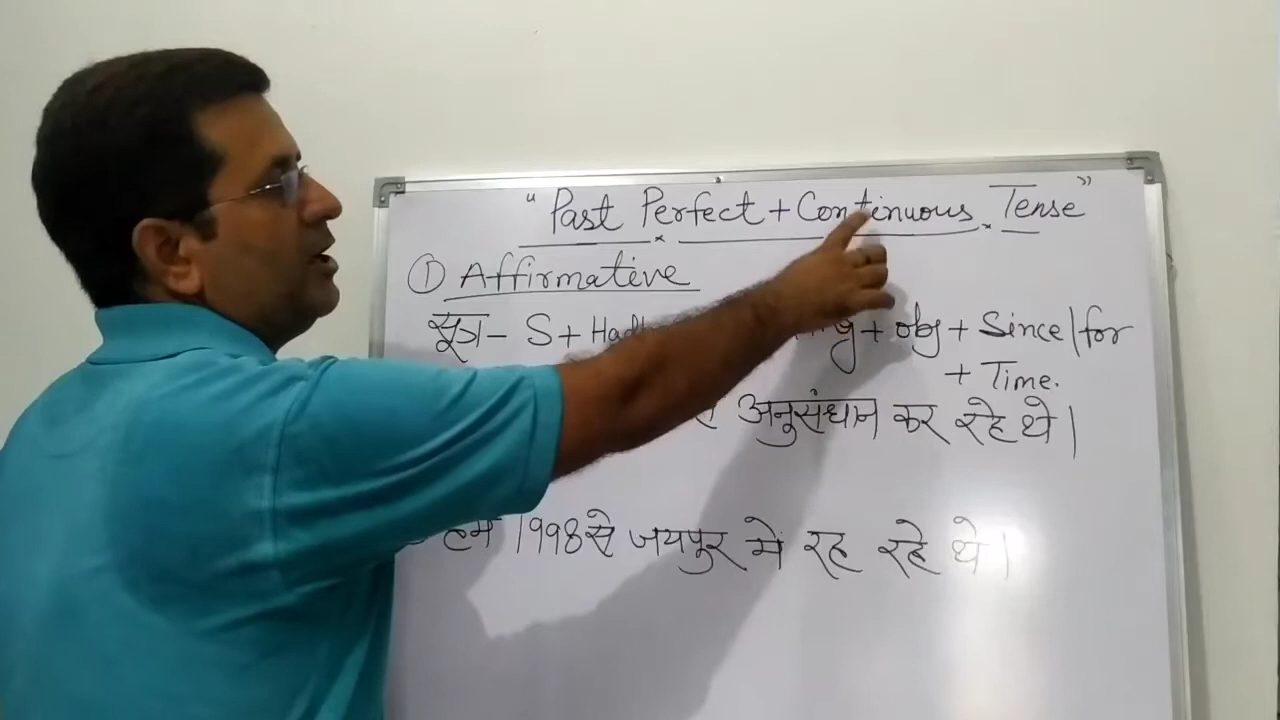 "Past Perfect + Continuous Tense"
① Affirmative
सूत्र - S + Had + obj + Since/for
+ Time.
अनुसंधान कर रहे थे।
हम 1998 से जयपुर में रह रहे थे।